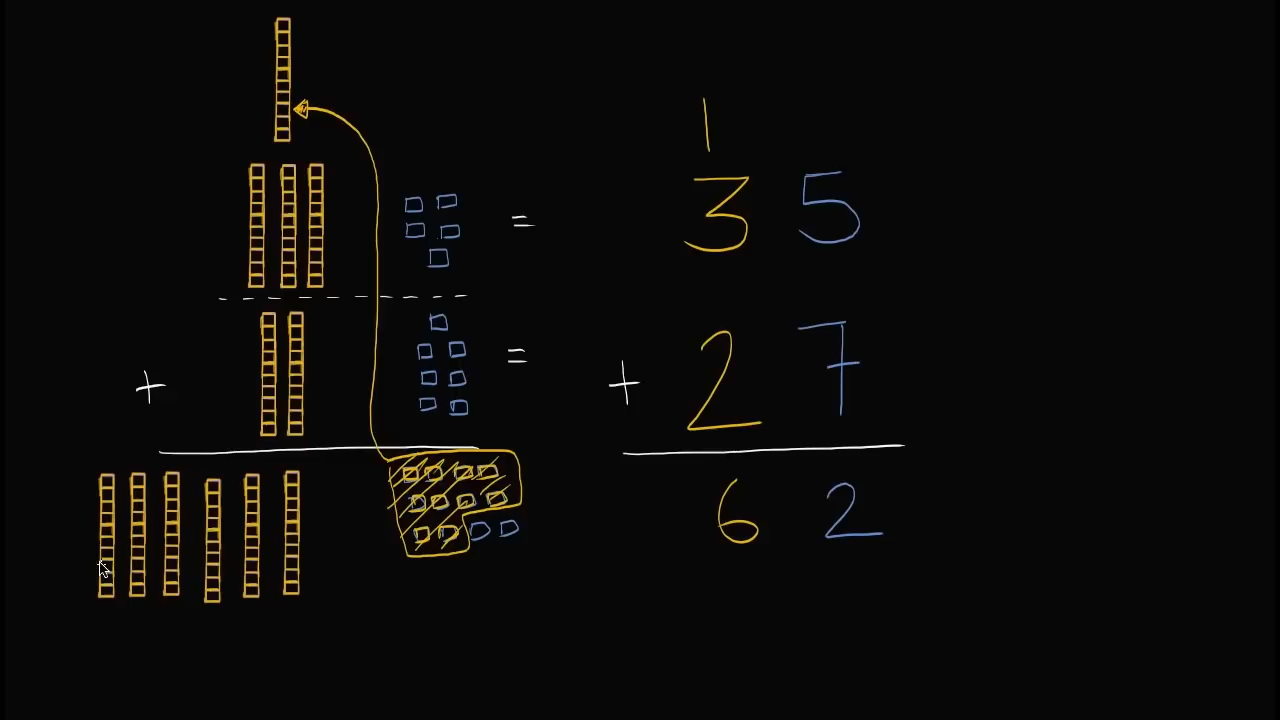 1
= 35
+ = + 27
62